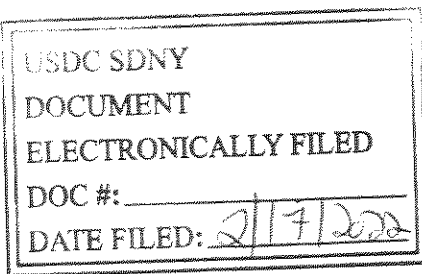 USDC SDNY
DOCUMENT
ELECTRONICALLY FILED
DOC #:
DATE FILED: 2/17/2022